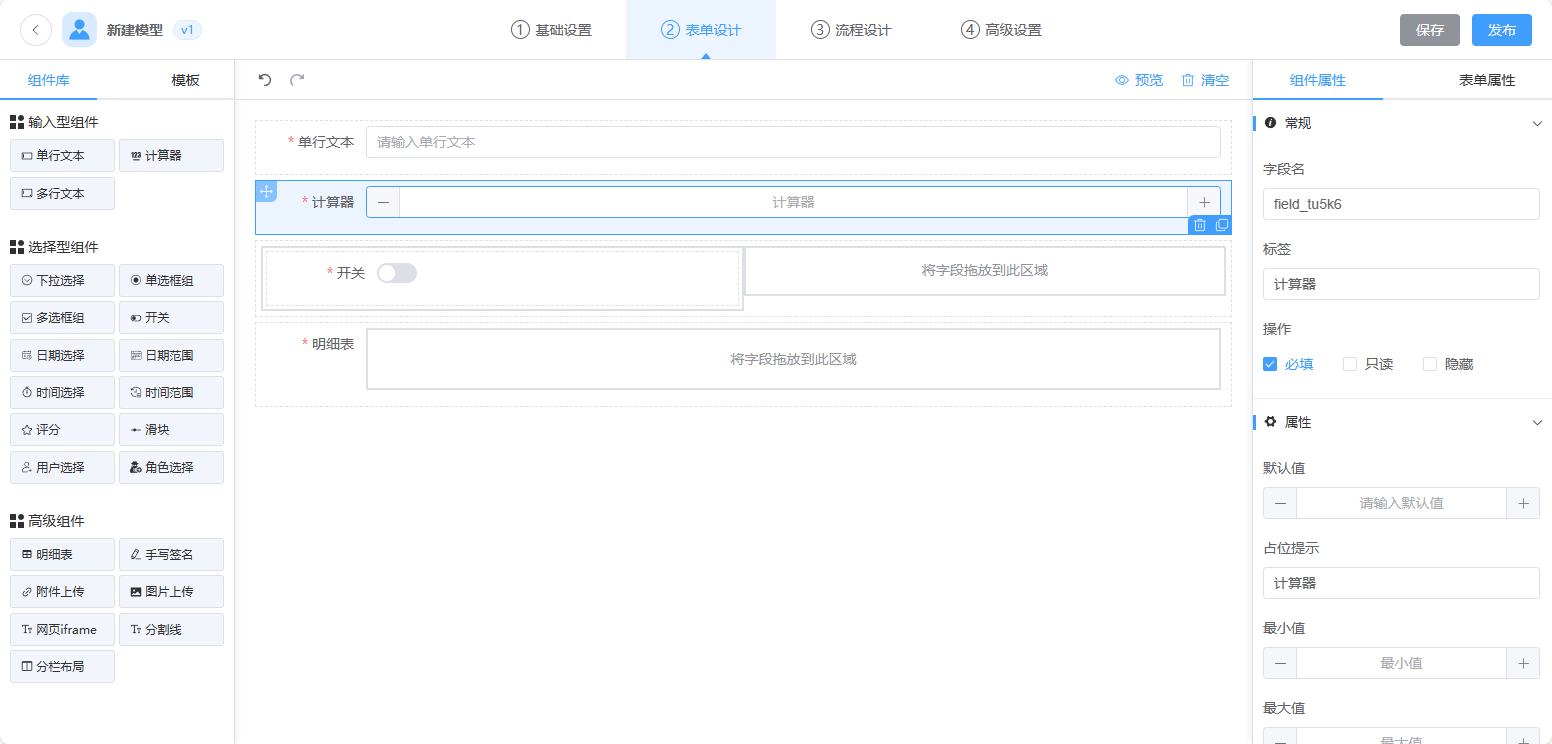 新建模型 v1 1 基础设置 2 表单设计 3 流程设计 4 高级设置 保存 发布
组件库 模板
输入型组件
单行文本 123 计算器
多行文本
选择型组件
下拉选择 单选框组
多选框组 开关
日期选择 日期范围
时间选择 时间范围
评分 滑块
用户选择 角色选择
高级组件
明细表 手写签名
附件上传 图片上传
Tт 网页iframe Tт 分割线
分栏布局
预览 清空
* 单行文本 请输入单行文本
* 计算器 计算器
* 开关 将字段拖放到此区域
* 明细表 将字段拖放到此区域
组件属性 表单属性
常规
字段名
field_tu5k6
标签
计算器
操作
必填 只读 隐藏
属性
默认值
请输入默认值
占位提示
计算器
最小值
最小值
最大值
最大值